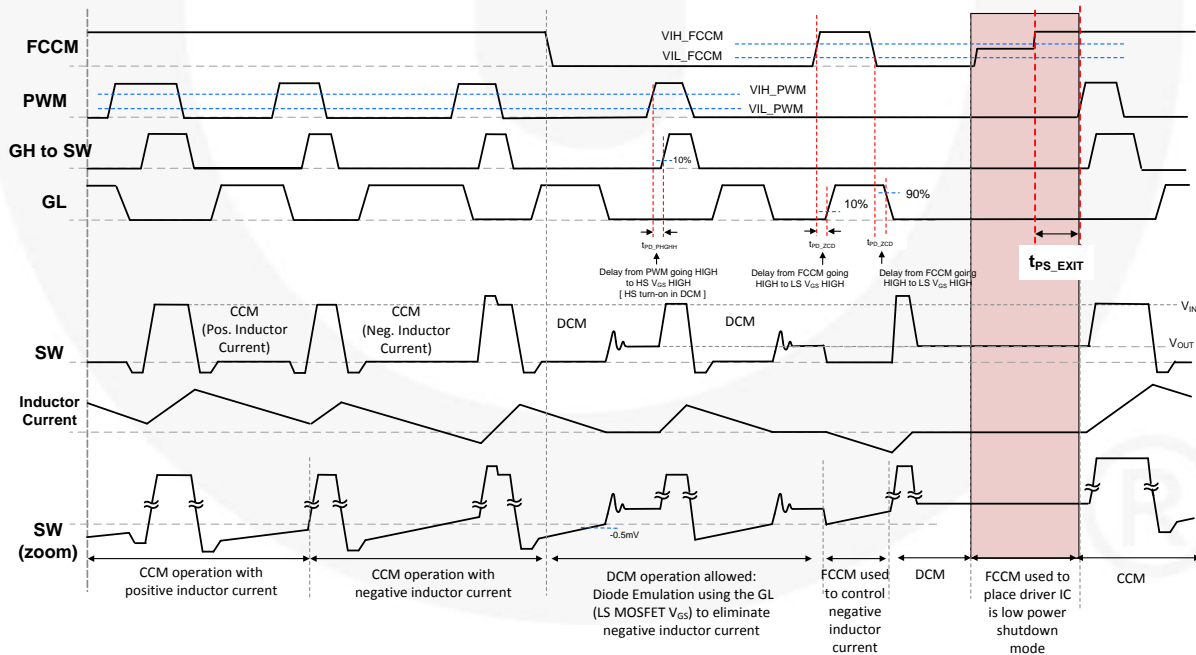 FCCM
VIH_FCCM
VIL_FCCM
PWM
VIH_PWM
VIL_PWM
GH to SW
10%
GL
10%
90%
tPD_PHGHH
tPD_ZCD
tPD_ZCD
tPS_EXIT
Delay from PWM going HIGH
to HS VGS HIGH
[ HS turn-on in DCM ]
Delay from FCCM going
HIGH to LS VGS HIGH
Delay from FCCM going
HIGH to LS VGS HIGH
CCM
(Pos. Inductor
Current)
CCM
(Neg. Inductor
Current)
DCM
DCM
VIN
VOUT
SW
Inductor
Current
SW
(zoom)
-0.5mV
CCM operation with
positive inductor current
CCM operation with
negative inductor current
DCM operation allowed:
Diode Emulation using the GL
(LS MOSFET VGS) to eliminate
negative inductor current
FCCM used
to control
negative
inductor
current
DCM
FCCM used to
place driver IC
is low power
shutdown
mode
CCM
®